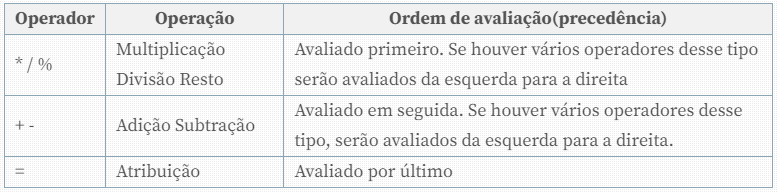 Operador Operação Ordem de avaliação(precedência)
* / % Multiplicação Avaliado primeiro. Se houver vários operadores desse tipo
Divisão Resto serão avaliados da esquerda para a direita
+ - Adição Subtração Avaliado em seguida. Se houver vários operadores desse
tipo, serão avaliados da esquerda para a direita.
= Atribuição Avaliado por último